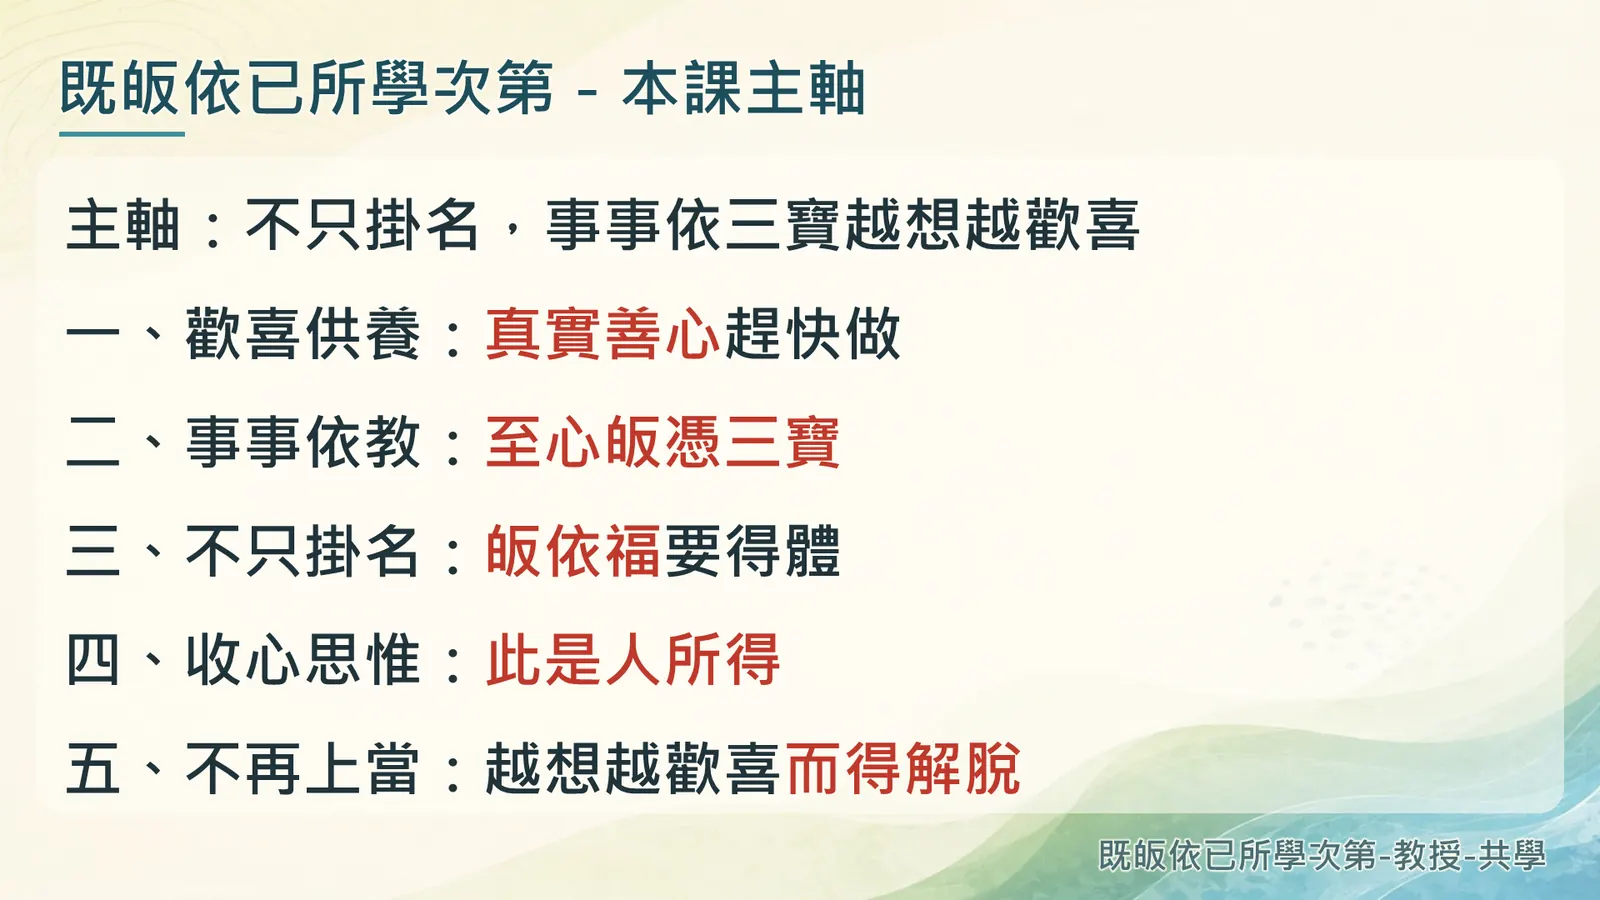 既皈依已所學次第 - 本課主軸
主軸：不只掛名，事事依三寶越想越歡喜
一、歡喜供養：真實善心趕快做
二、事事依教：至心皈憑三寶
三、不只掛名：皈依福要得體
四、收心思惟：此是人所得
五、不再上當：越想越歡喜而得解脫
既皈依已所學次第-教授-共學